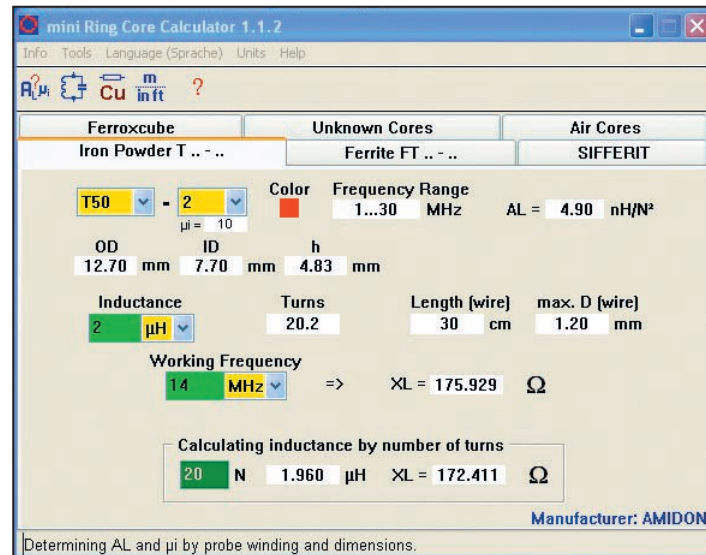 mini Ring Core Calculator 1.1.2
Info Tools Language (Sprache) Units Help
AL? µi Cu m in ft ?
Ferroxcube Unknown Cores Air Cores
Iron Powder T .. - .. Ferrite FT .. - .. SIFFERIT
Color Frequency Range
T50 - 2 1...30 MHz AL = 4.90 nH/N²
µi = 10
OD ID h
12.70 mm 7.70 mm 4.83 mm
Inductance Turns Length (wire) max. D (wire)
2 µH 20.2 30 cm 1.20 mm
Working Frequency
14 MHz => XL = 175.929 Ω
Calculating inductance by number of turns
20 N 1.960 µH XL = 172.411 Ω
Manufacturer: AMIDON
Determining AL and µi by probe winding and dimensions.